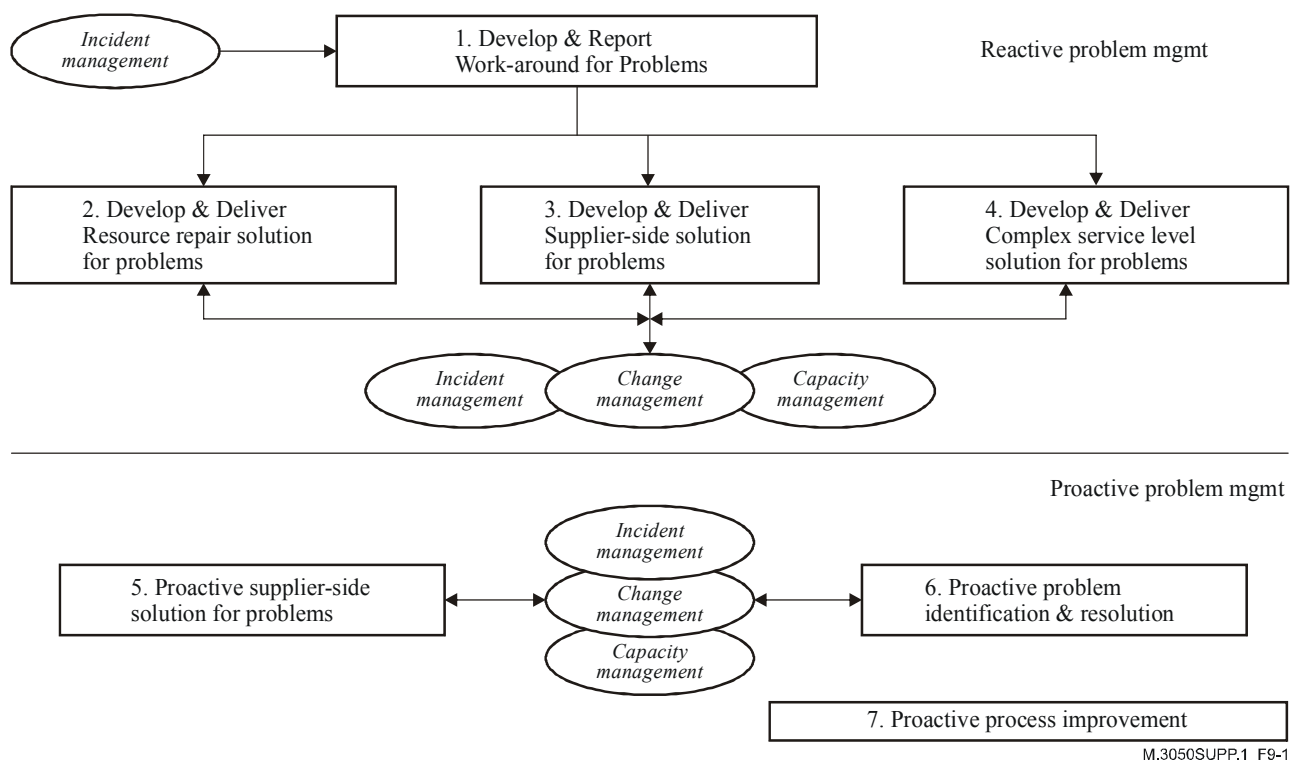 Incident
management
1. Develop & Report
Work-around for Problems
Reactive problem mgmt
2. Develop & Deliver
Resource repair solution
for problems
3. Develop & Deliver
Supplier-side solution
for problems
4. Develop & Deliver
Complex service level
solution for problems
Incident
management
Change
management
Capacity
management
Proactive problem mgmt
Incident
management
5. Proactive supplier-side
solution for problems
Change
management
6. Proactive problem
identification & resolution
Capacity
management
7. Proactive process improvement
M.3050SUPP.1_F9-1